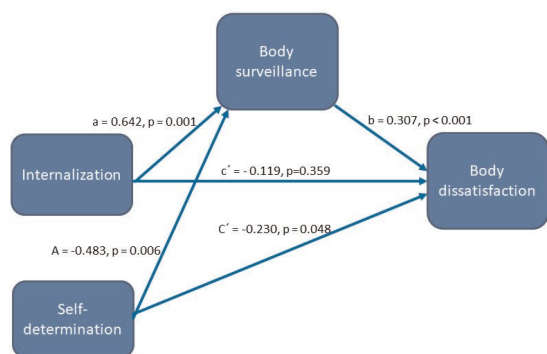 Body
surveillance
a = 0.642, p = 0.001
b = 0.307, p < 0.001
Internalization
c´ = - 0.119, p=0.359
Body
dissatisfaction
C´ = -0.230, p = 0.048
A = -0.483, p = 0.006
Self-
determination